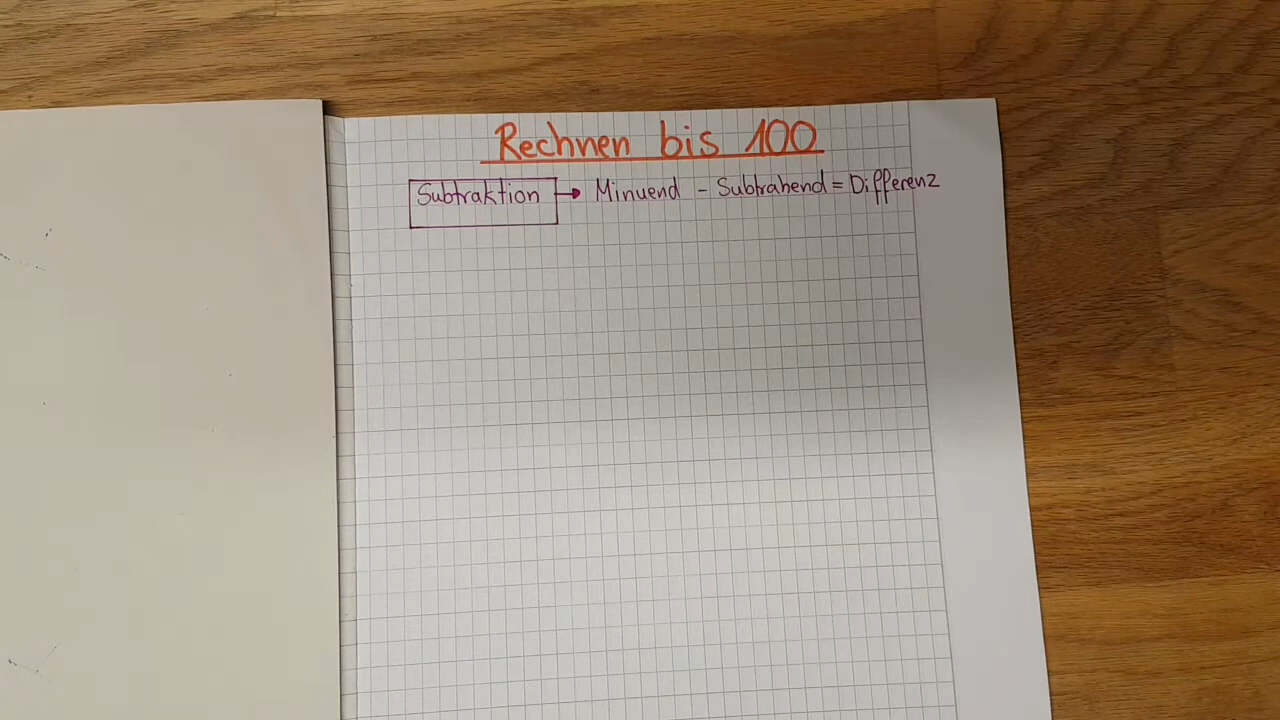 Rechnen bis 100
Subtraktion → Minuend - Subtrahend = Differenz